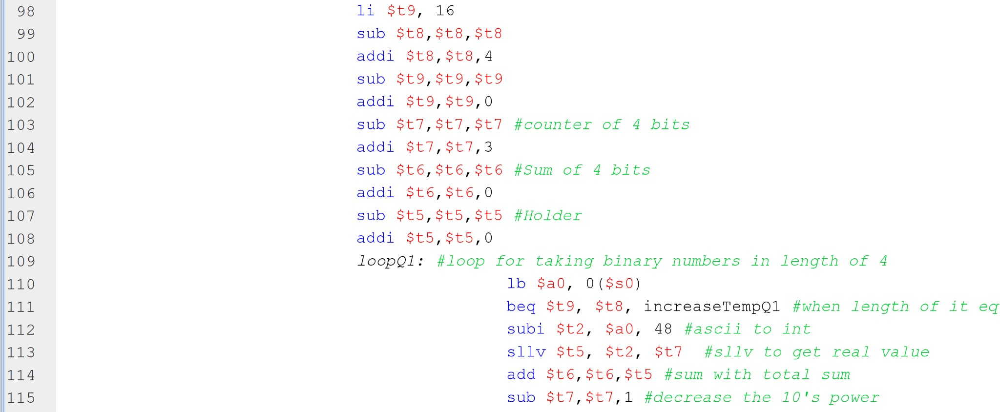 98 li $t9, 16
99 sub $t8,$t8,$t8
100 addi $t8,$t8,4
101 sub $t9,$t9,$t9
102 addi $t9,$t9,0
103 sub $t7,$t7,$t7 #counter of 4 bits
104 addi $t7,$t7,3
105 sub $t6,$t6,$t6 #Sum of 4 bits
106 addi $t6,$t6,0
107 sub $t5,$t5,$t5 #Holder
108 addi $t5,$t5,0
109 loopQ1: #loop for taking binary numbers in length of 4
110 lb $a0, 0($s0)
111 beq $t9, $t8, increaseTempQ1 #when length of it eq
112 subi $t2, $a0, 48 #ascii to int
113 sllv $t5, $t2, $t7 #sllv to get real value
114 add $t6,$t6,$t5 #sum with total sum
115 sub $t7,$t7,1 #decrease the 10's power